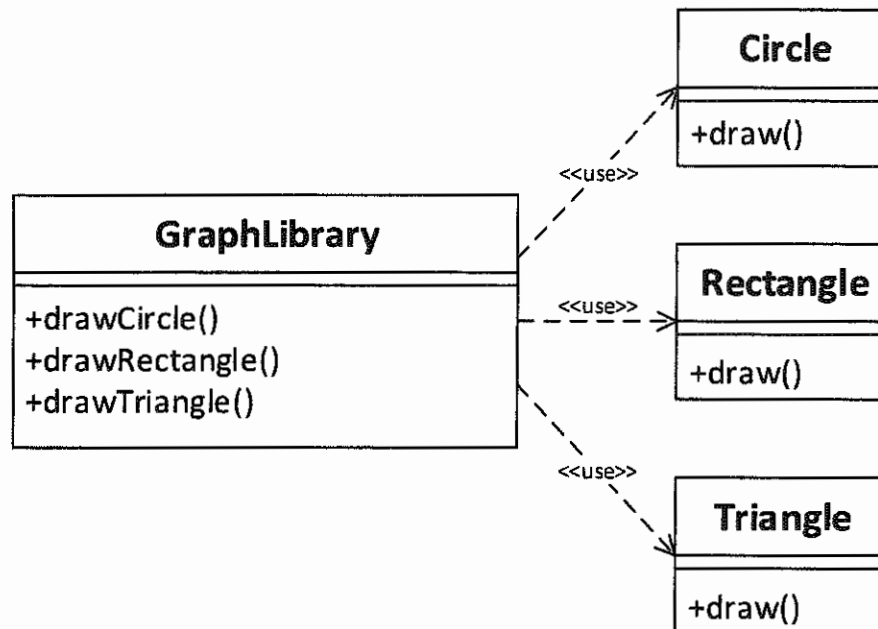 Circle
+draw()
<<use>>
GraphLibrary
+drawCircle()
+drawRectangle()
+drawTriangle()
<<use>>
Rectangle
+draw()
<<use>>
Triangle
+draw()